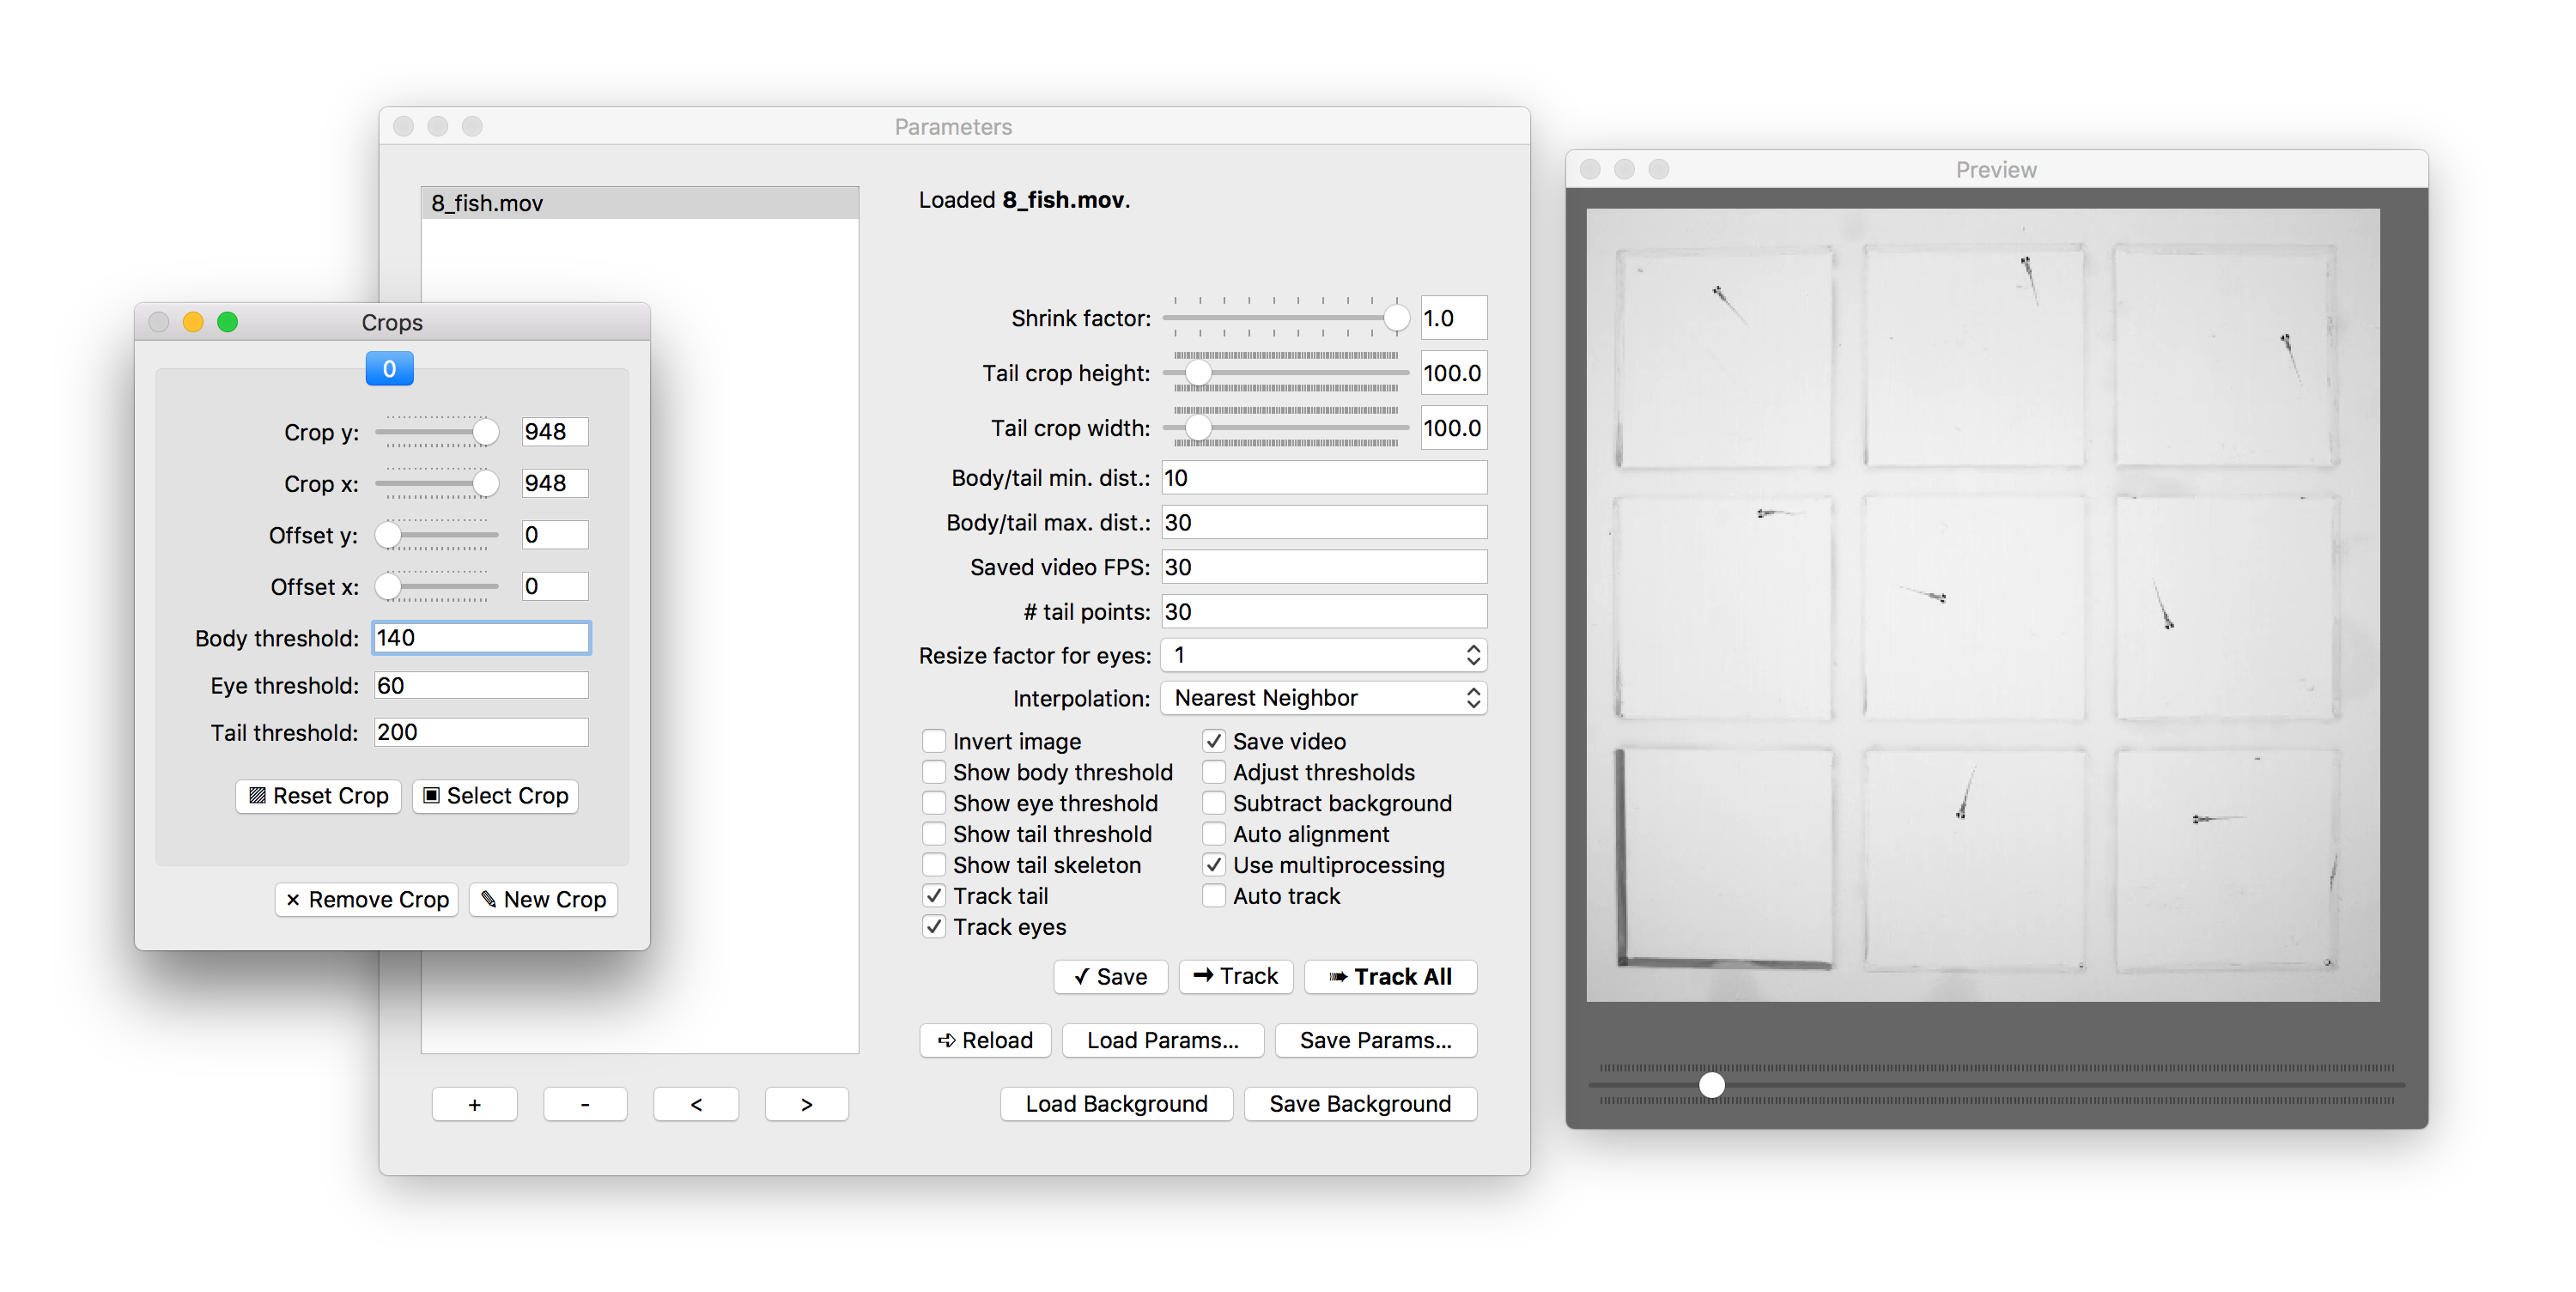 Parameters
8_fish.mov
Loaded 8_fish.mov.
Shrink factor: 1.0
Tail crop height: 100.0
Tail crop width: 100.0
Body/tail min. dist.: 10
Body/tail max. dist.: 30
Saved video FPS: 30
# tail points: 30
Resize factor for eyes: 1
Interpolation: Nearest Neighbor
Invert image
Show body threshold
Show eye threshold
Show tail threshold
Show tail skeleton
Track tail
Track eyes
Save video
Adjust thresholds
Subtract background
Auto alignment
Use multiprocessing
Auto track
✓ Save → Track ➠ Track All
Reload Load Params... Save Params...
+ - < > Load Background Save Background
Crops
0
Crop y: 948
Crop x: 948
Offset y: 0
Offset x: 0
Body threshold: 140
Eye threshold: 60
Tail threshold: 200
Reset Crop Select Crop
× Remove Crop ✎ New Crop
Preview